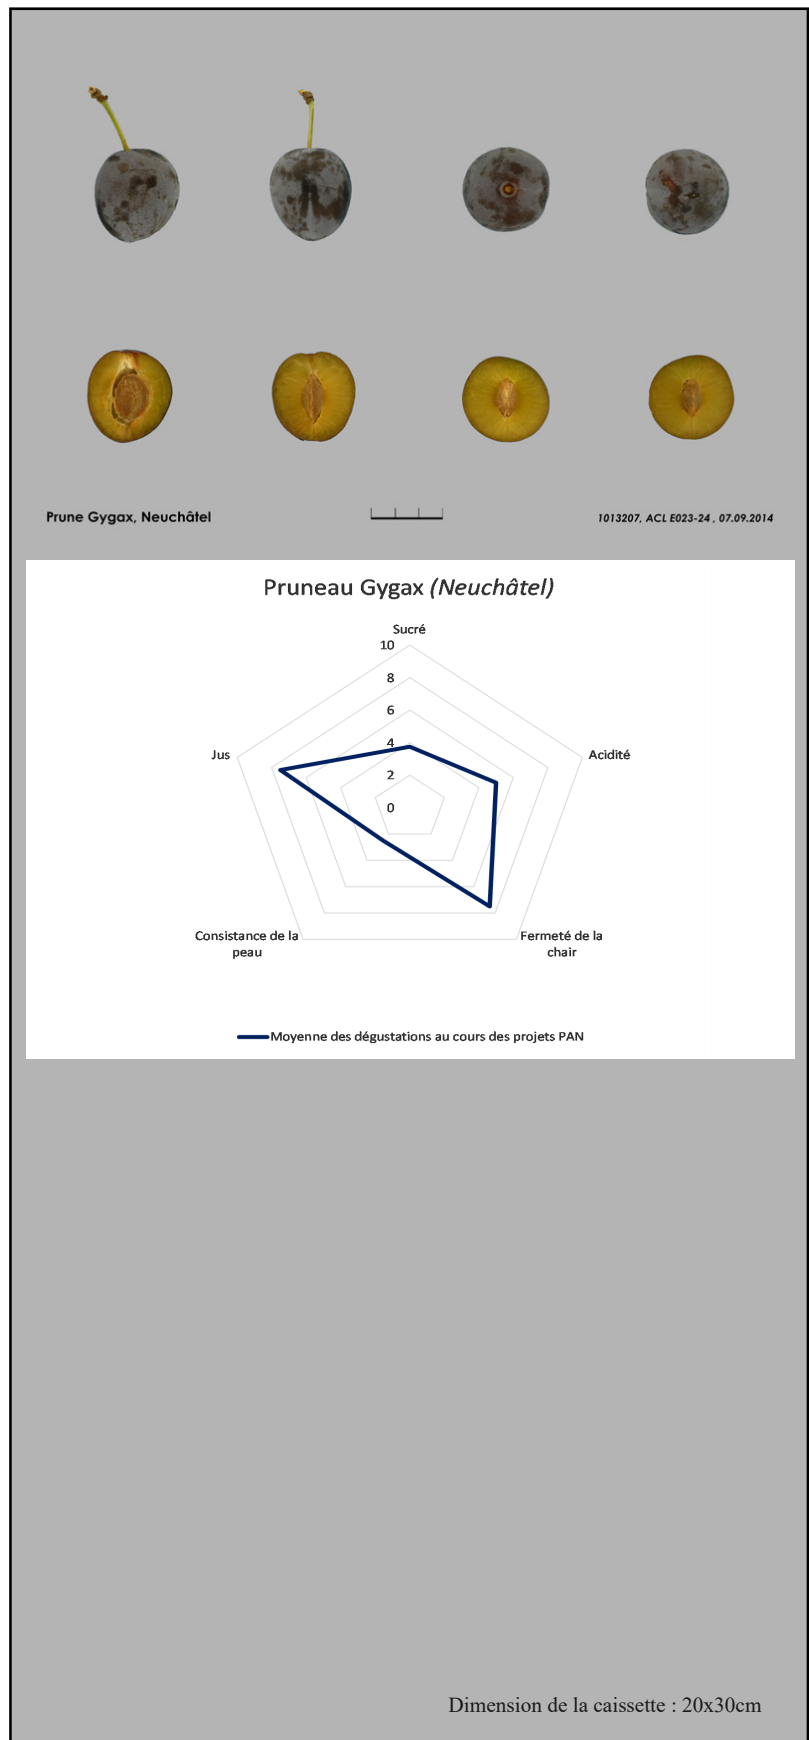 Prune Gygax, Neuchâtel
1013207, ACL E023-24 , 07.09.2014
Pruneau Gygax (Neuchâtel)
Sucré
10
8
6
4
2
0
Jus
Acidité
Consistance de la
peau
Fermeté de la
chair
Moyenne des dégustations au cours des projets PAN
Dimension de la caissette : 20x30cm